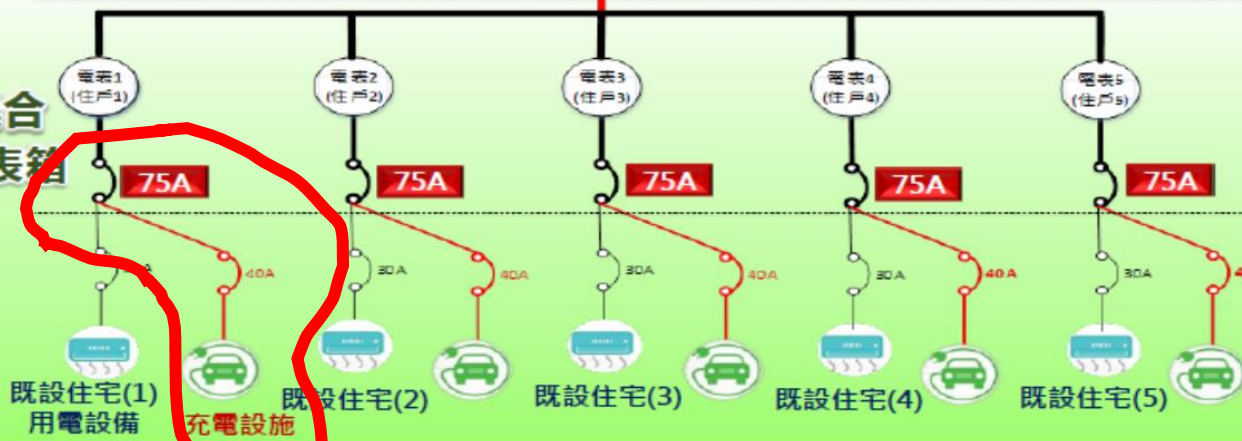 電表1
(住戶1)
電表2
(住戶2)
電表3
(住戶3)
電表4
(住戶4)
電表5
(住戶5)
合
表箱
75A
75A
75A
75A
75A
40A
30A
40A
30A
40A
30A
40A
30A
既設住宅(1)
用電設備
充電設施
既設住宅(2)
既設住宅(3)
既設住宅(4)
既設住宅(5)